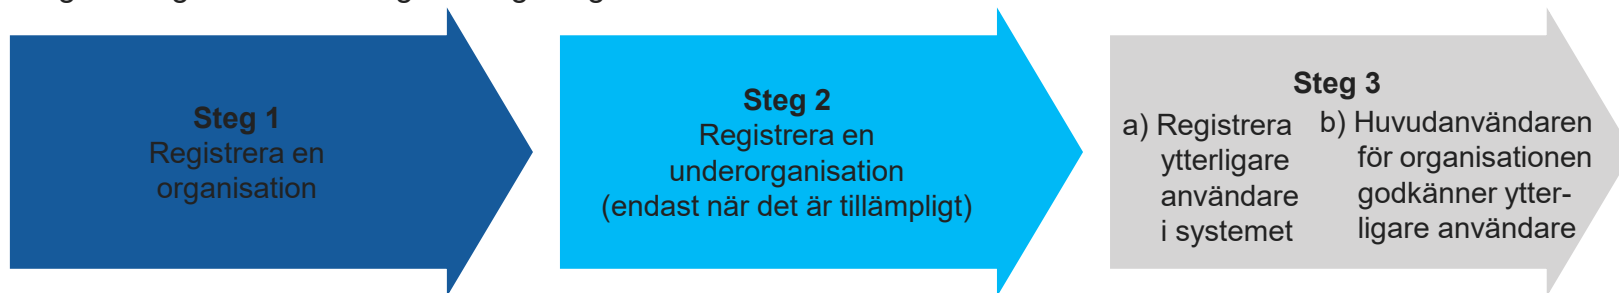 Steg 1
Registrera en
organisation
Steg 2
Registrera en
underorganisation
(endast när det är tillämpligt)
Steg 3
a) Registrera
ytterligare
användare
i systemet
b) Huvudanvändaren
för organisationen
godkänner ytter-
ligare användare